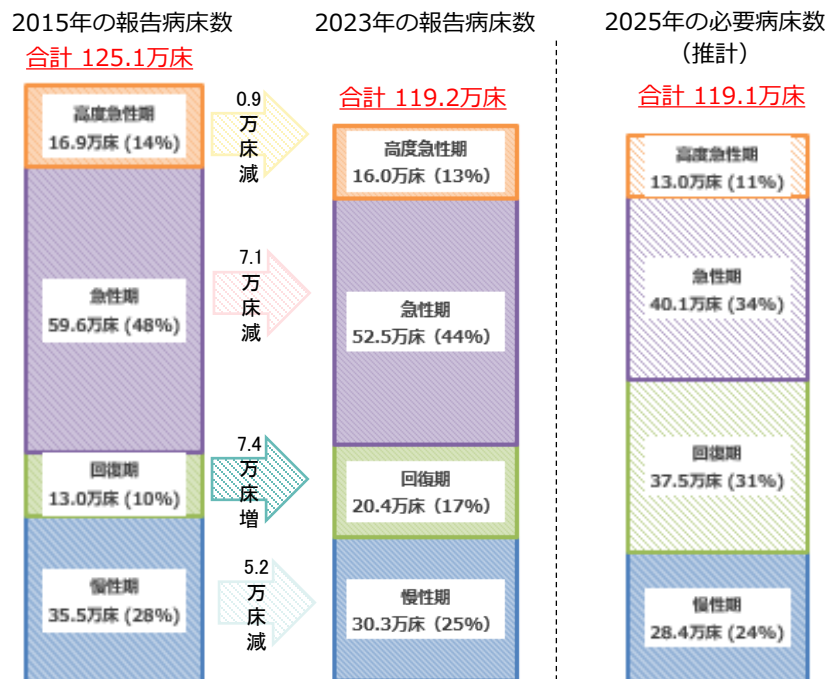 2015年の報告病床数
合計 125.1万床
高度急性期
16.9万床 (14%)
急性期
59.6万床 (48%)
回復期
13.0万床 (10%)
慢性期
35.5万床 (28%)
0.9
万
床
減
7.1
万
床
減
7.4
万
床
増
5.2
万
床
減
2023年の報告病床数
合計 119.2万床
高度急性期
16.0万床（13%）
急性期
52.5万床（44%）
回復期
20.4万床（17%）
慢性期
30.3万床（25%）
2025年の必要病床数
（推計）
合計 119.1万床
高度急性期
13.0万床 (11%)
急性期
40.1万床 (34%)
回復期
37.5万床 (31%)
慢性期
28.4万床 (24%)